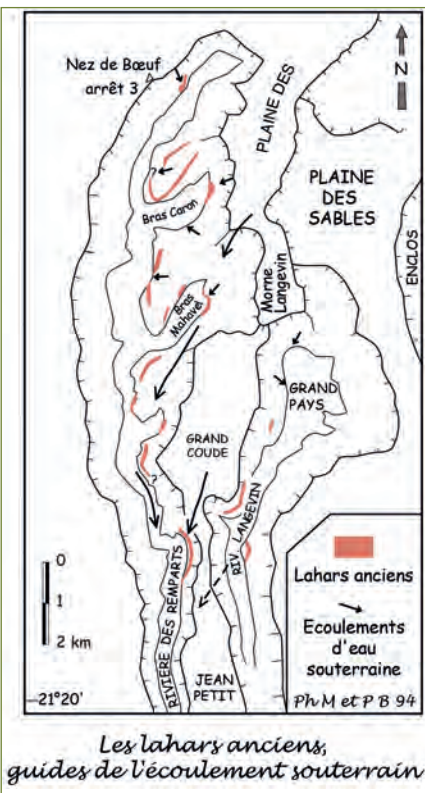 Nez de Bœuf
arrêt 3
PLAINE DES
N
PLAINE
DES
SABLES
ENCLOS
Bras Caron
Morne
Langevin
Bras
Mahavel
GRAND
PAYS
GRAND
COUDE
RIV. LANGEVIN
RIVIERE DES REMPARTS
JEAN
PETIT
0
1
2 km
21°20'
Lahars anciens
Ecoulements
d'eau
souterraine
Ph M et P B 94
?
?
Les lahars anciens,
guides de l'écoulement souterrain